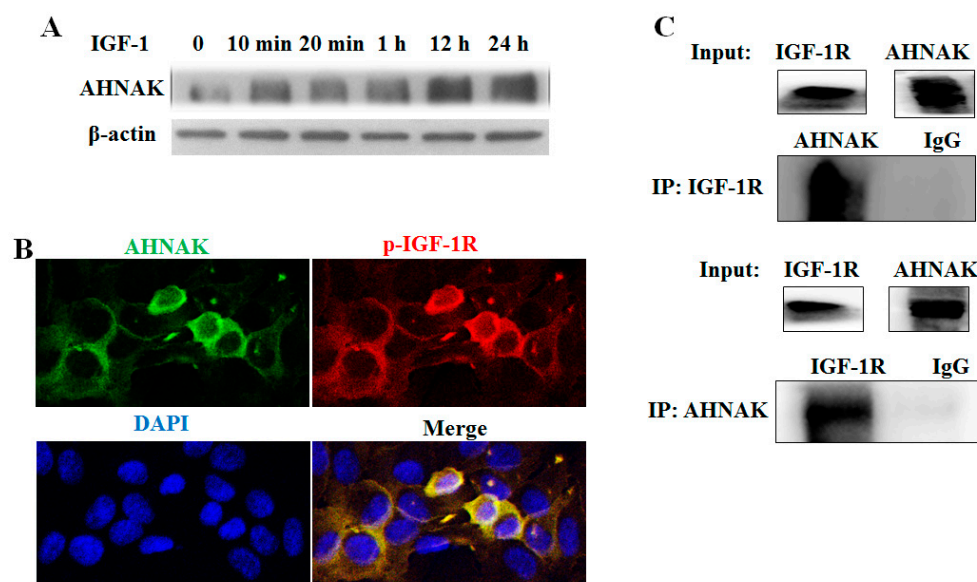 A
IGF-1 0 10 min 20 min 1 h 12 h 24 h
AHNAK
β-actin
B
AHNAK p-IGF-1R
DAPI Merge
C
Input: IGF-1R AHNAK
AHNAK IgG
IP: IGF-1R
Input: IGF-1R AHNAK
IGF-1R IgG
IP: AHNAK